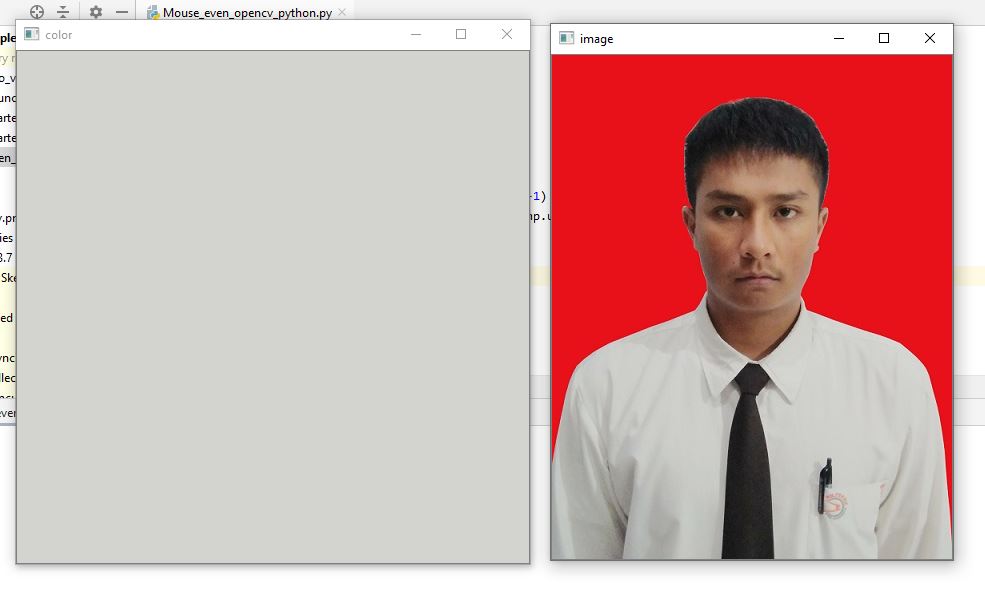 Mouse_even_opencv_python.py
color
image
ple
ry r
o_v
unc
arte
arte
en_
-1)
v.pr
np.u
ies
3.7
Ske
ed
ync
llec
ever